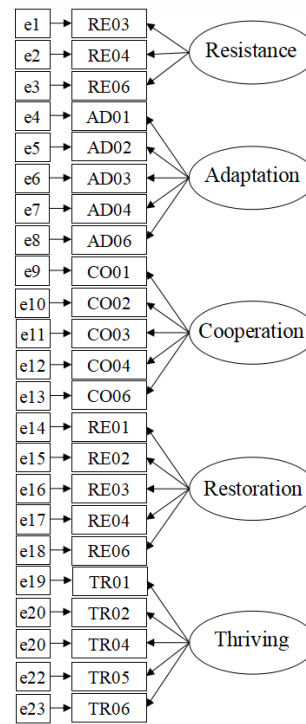 e1 RE03
e2 RE04 Resistance
e3 RE06
e4 AD01
e5 AD02
e6 AD03 Adaptation
e7 AD04
e8 AD06
e9 CO01
e10 CO02
e11 CO03 Cooperation
e12 CO04
e13 CO06
e14 RE01
e15 RE02
e16 RE03 Restoration
e17 RE04
e18 RE06
e19 TR01
e20 TR02
e20 TR04 Thriving
e22 TR05
e23 TR06